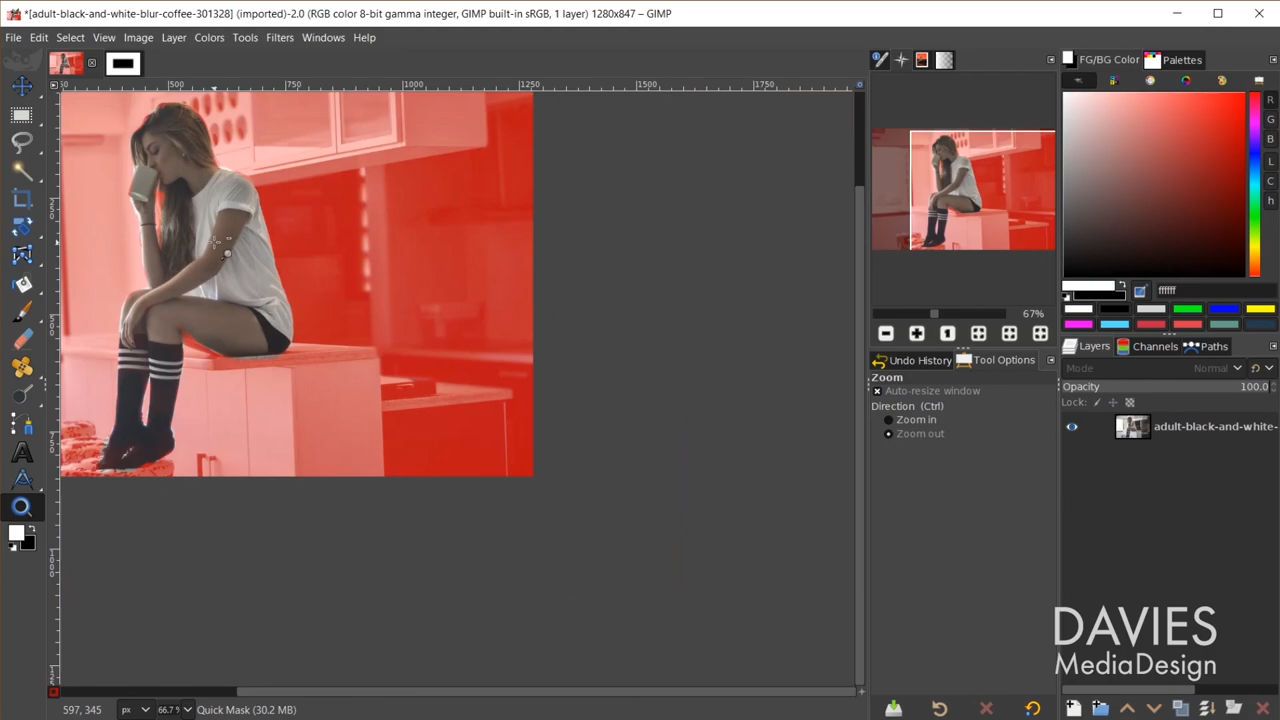 *[adult-black-and-white-blur-coffee-301328] (imported)-2.0 (RGB color 8-bit gamma integer, GIMP built-in sRGB, 1 layer) 1280x847 – GIMP
File Edit Select View Image Layer Colors Tools Filters Windows Help
FG/BG Color Palettes
500 750 1000 1250 1500 1750
R
G
B
L
C
h
250
500
750
1000
67%
ffffff
Layers Channels Paths
Undo History Tool Options
Mode Normal
Zoom
Opacity 100.0
Auto-resize window
Lock:
Direction (Ctrl)
Zoom in
adult-black-and-white-
Zoom out
DAVIES
MediaDesign
597, 345 px 66.7 % Quick Mask (30.2 MB)